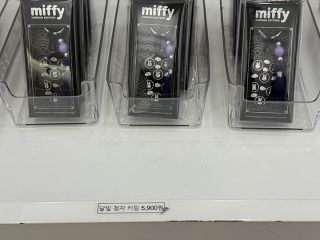 miffy
KOREAN EDITION
miffy
KOREAN EDITION
miffy
KOREAN EDITION
달빛 청자 키링 5,900원